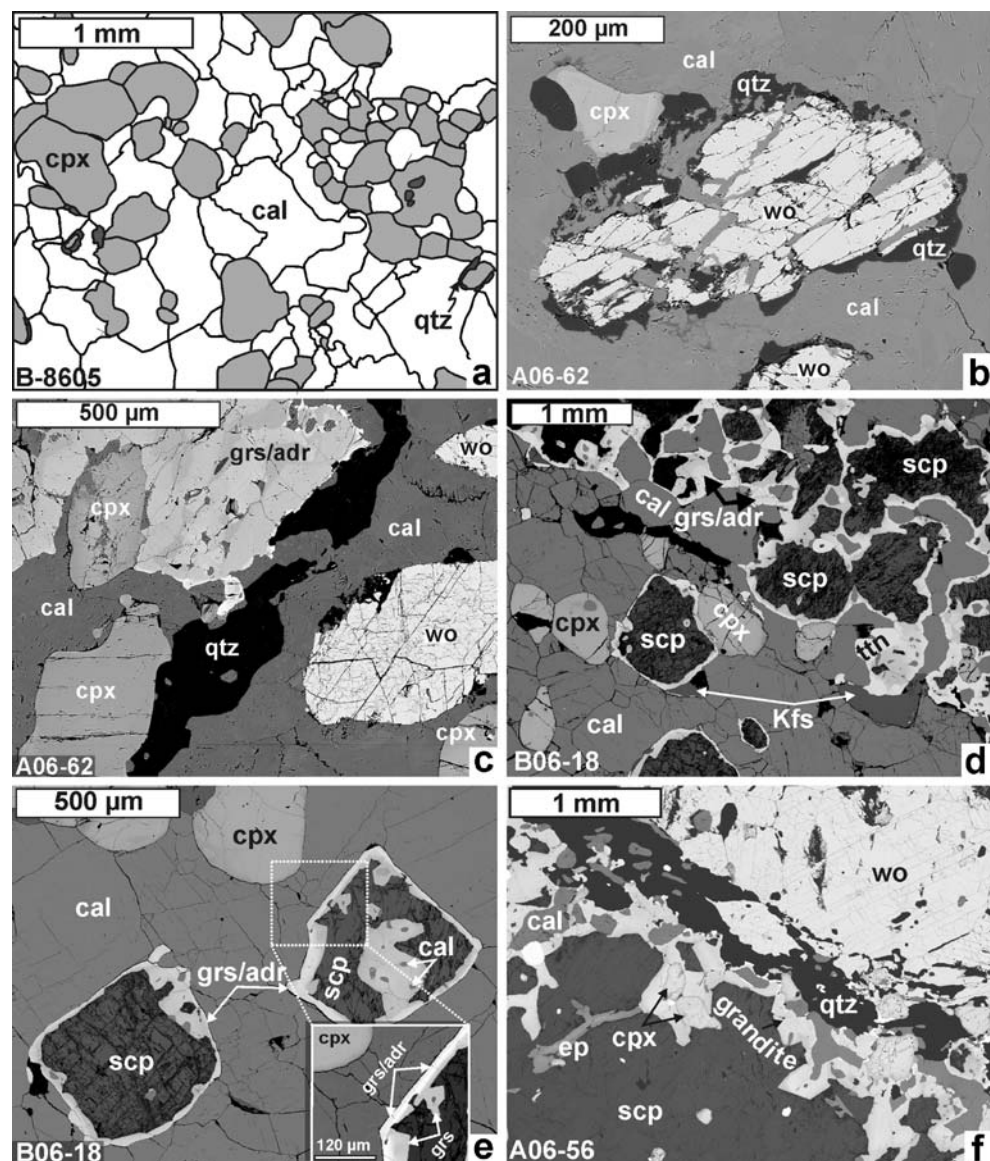 1 mm
cpx
cal
qtz
B-8605
a
200 µm
cal
qtz
cpx
wo
qtz
cal
wo
A06-62
b
500 µm
grs/adr
wo
cpx
cal
cal
qtz
wo
cpx
cpx
A06-62
c
1 mm
scp
cal
grs/adr
scp
cpx
scp
cpx
ttn
Kfs
cal
B06-18
d
500 µm
cpx
cal
cal
grs/adr
scp
scp
cpx
grs/adr
grs
120 µm
B06-18
e
1 mm
wo
cal
qtz
cpx
grandite
ep
scp
A06-56
f